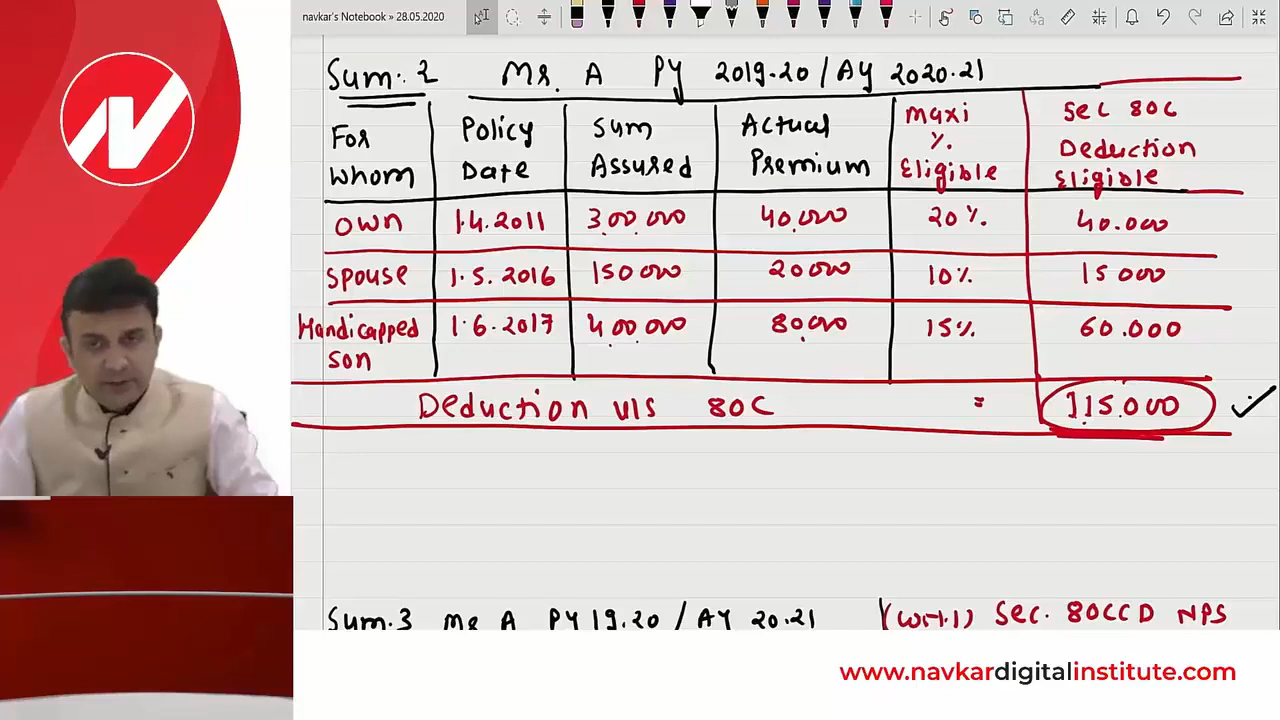 navkar's Notebook » 28.05.2020
Sum: 2 Mr. A PY 2019-20 / AY 2020-21
For Whom Policy Date Sum Assured Actual Premium Maxi % Eligible Sec 80C Deduction Eligible
own 1.4.2011 3,00,000 40,000 20% 40.000
Spouse 1.5.2016 150000 20000 10% 15000
Handicapped son 1.6.2017 4,00,000 80,000 15% 60.000
Deduction u/s 80C = 1,15,000
Sum.3 Mr A PY 19.20 / AY 20.21 (WN.1) Sec. 80CCD NPS
www.navkardigitalinstitute.com